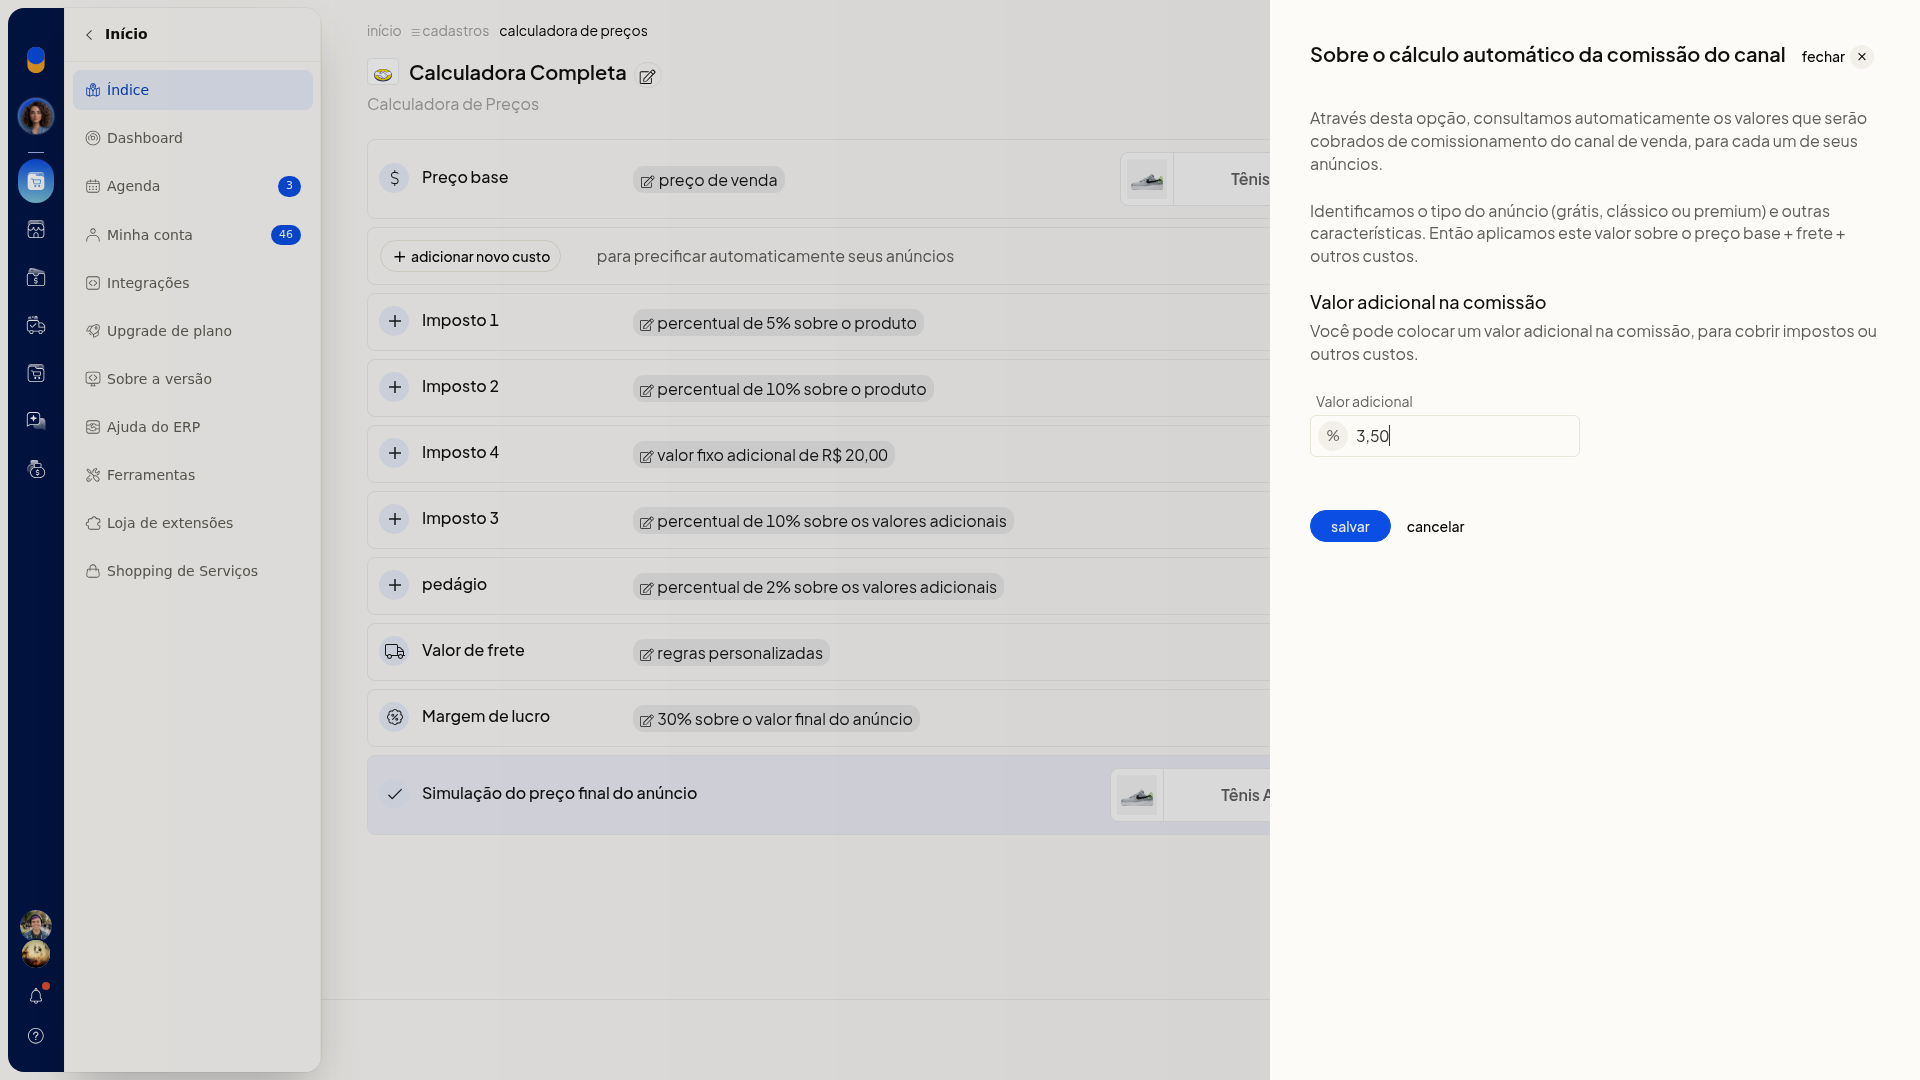 Início
Índice
Dashboard
Agenda
3
Minha conta
46
Integrações
Upgrade de plano
Sobre a versão
Ajuda do ERP
Ferramentas
Loja de extensões
Shopping de Serviços
início
cadastros
calculadora de preços
Calculadora Completa
Calculadora de Preços
Preço base
preço de venda
Tênis
+ adicionar novo custo
para precificar automaticamente seus anúncios
Imposto 1
percentual de 5% sobre o produto
Imposto 2
percentual de 10% sobre o produto
Imposto 4
valor fixo adicional de R$ 20,00
Imposto 3
percentual de 10% sobre os valores adicionais
pedágio
percentual de 2% sobre os valores adicionais
Valor de frete
regras personalizadas
Margem de lucro
30% sobre o valor final do anúncio
Simulação do preço final do anúncio
Tênis A
Sobre o cálculo automático da comissão do canal
fechar
Através desta opção, consultamos automaticamente os valores que serão
cobrados de comissionamento do canal de venda, para cada um de seus
anúncios.
Identificamos o tipo do anúncio (grátis, clássico ou premium) e outras
características. Então aplicamos este valor sobre o preço base + frete +
outros custos.
Valor adicional na comissão
Você pode colocar um valor adicional na comissão, para cobrir impostos ou
outros custos.
Valor adicional
% 3,50
salvar
cancelar